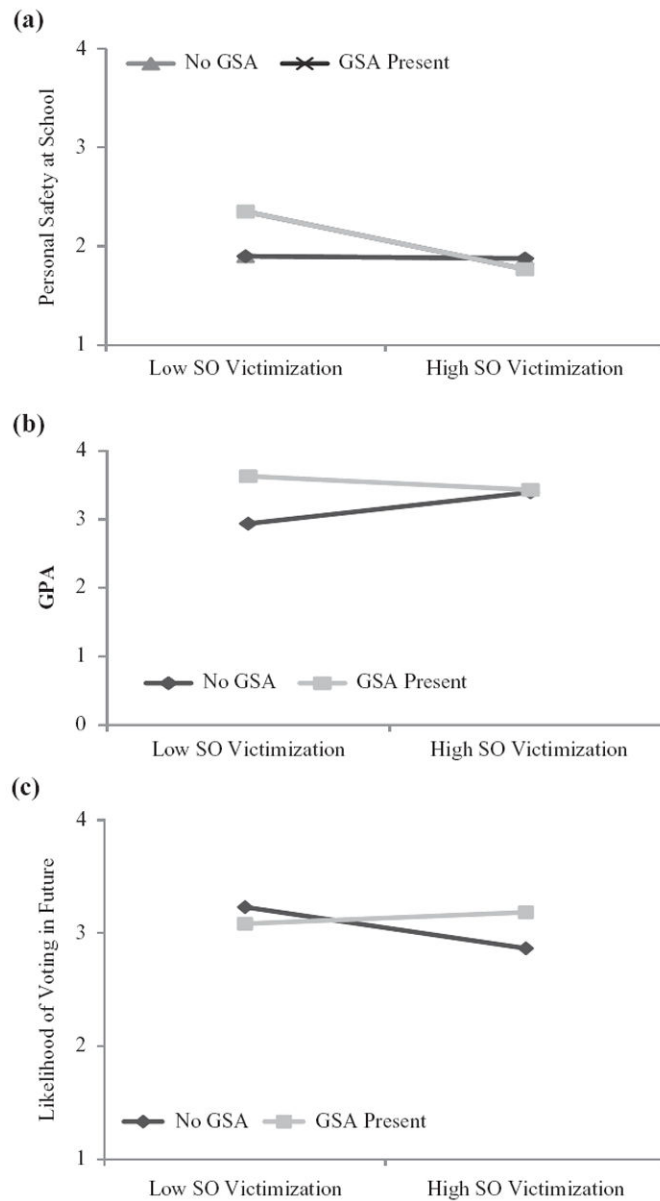 (a)
4
No GSA GSA Present
3
2
1
Personal Safety at School
Low SO Victimization High SO Victimization
(b)
4
3
2
1
0
GPA
No GSA GSA Present
Low SO Victimization High SO Victimization
(c)
4
3
2
1
Likelihood of Voting in Future
No GSA GSA Present
Low SO Victimization High SO Victimization